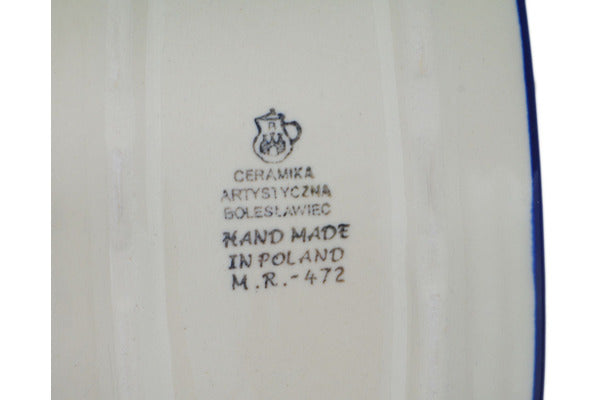 CERAMIKA
ARTYSTYCZNA
BOLESŁAWIEC
HAND MADE
IN POLAND
M.R.-472